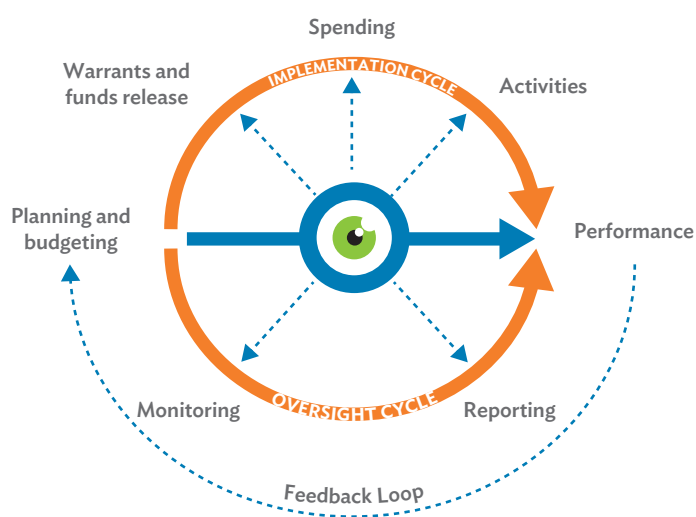 Spending
IMPLEMENTATION CYCLE
Warrants and
funds release
Activities
Planning and
budgeting
Performance
Monitoring
OVERSIGHT CYCLE
Reporting
Feedback Loop